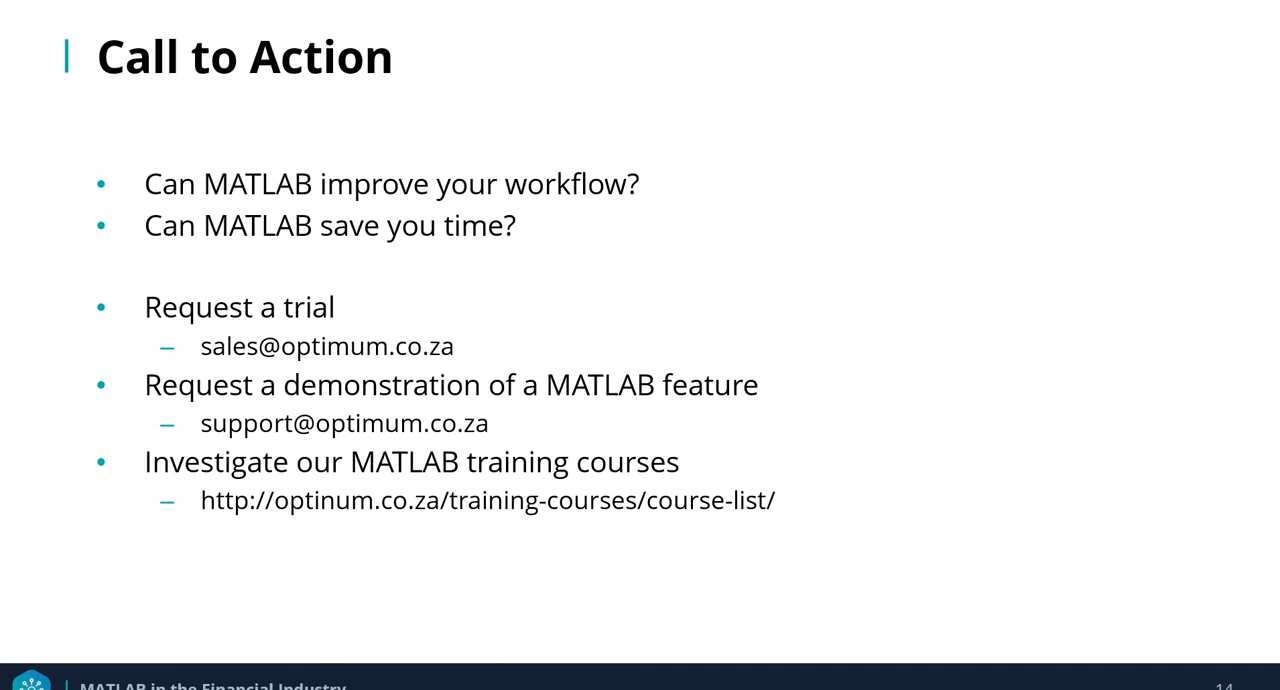 Call to Action
• Can MATLAB improve your workflow?
• Can MATLAB save you time?
• Request a trial
– sales@optimum.co.za
• Request a demonstration of a MATLAB feature
– support@optimum.co.za
• Investigate our MATLAB training courses
– http://optinum.co.za/training-courses/course-list/
MATLAB in the Financial Industry
14